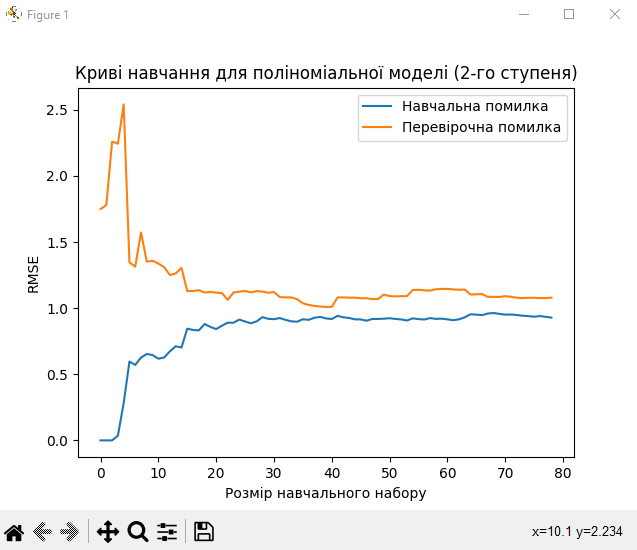 Figure 1
Криві навчання для поліноміальної моделі (2-го ступеня)
Навчальна помилка
Перевірочна помилка
RMSE
2.5
2.0
1.5
1.0
0.5
0.0
0 10 20 30 40 50 60 70 80
Розмір навчального набору
x=10.1 y=2.234